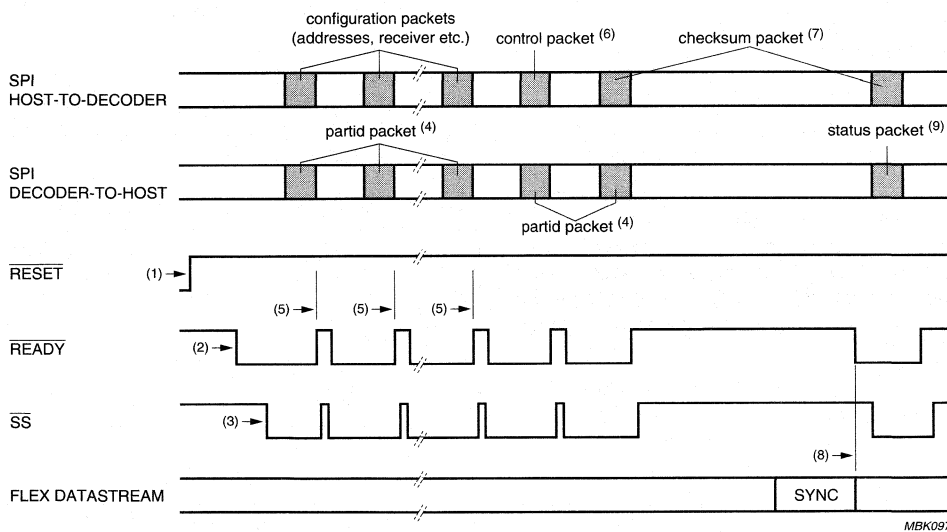 configuration packets
(addresses, receiver etc.)
control packet (6)
checksum packet (7)
SPI
HOST-TO-DECODER
partid packet (4)
status packet (9)
SPI
DECODER-TO-HOST
partid packet (4)
RESET
(1)
(5)
(5)
(5)
READY
(2)
SS
(3)
(8)
FLEX DATASTREAM
SYNC